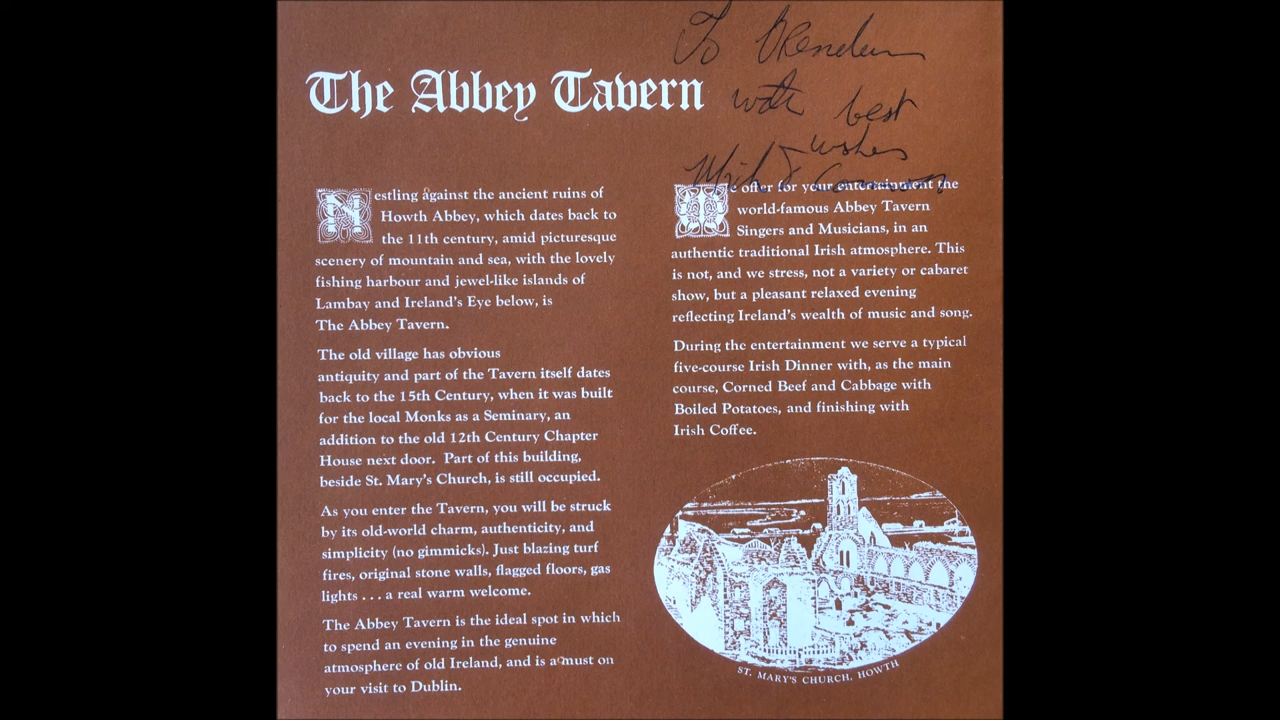 To Brendan
with best
wishes
The Abbey Tavern
Nestling against the ancient ruins of
Howth Abbey, which dates back to
the 11th century, amid picturesque
scenery of mountain and sea, with the lovely
fishing harbour and jewel-like islands of
Lambay and Ireland's Eye below, is
The Abbey Tavern.
The old village has obvious
antiquity and part of the Tavern itself dates
back to the 15th Century, when it was built
for the local Monks as a Seminary, an
addition to the old 12th Century Chapter
House next door. Part of this building,
beside St. Mary's Church, is still occupied.
As you enter the Tavern, you will be struck
by its old-world charm, authenticity, and
simplicity (no gimmicks). Just blazing turf
fires, original stone walls, flagged floors, gas
lights . . . a real warm welcome.
The Abbey Tavern is the ideal spot in which
to spend an evening in the genuine
atmosphere of old Ireland, and is a must on
your visit to Dublin.
We offer for your entertainment the
world-famous Abbey Tavern
Singers and Musicians, in an
authentic traditional Irish atmosphere. This
is not, and we stress, not a variety or cabaret
show, but a pleasant relaxed evening
reflecting Ireland's wealth of music and song.
During the entertainment we serve a typical
five-course Irish Dinner with, as the main
course, Corned Beef and Cabbage with
Boiled Potatoes, and finishing with
Irish Coffee.
ST. MARY'S CHURCH, HOWTH